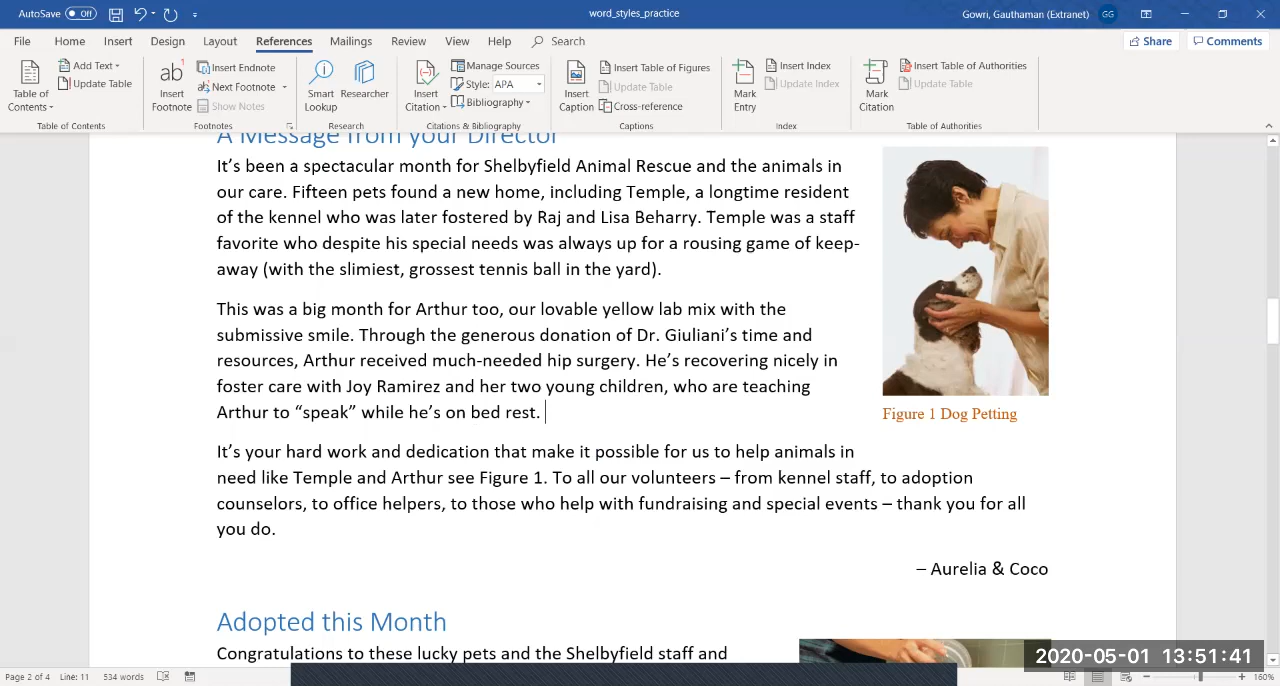 AutoSave Off
word_styles_practice
Gowri, Gauthaman (Extranet) GG
File Home Insert Design Layout References Mailings Review View Help Search
Share Comments
Table of Contents
Add Text
Update Table
Table of Contents
ab Insert Footnote
Insert Endnote
Next Footnote
Show Notes
Footnotes
Smart Lookup
Researcher
Research
Insert Citation
Manage Sources
Style: APA
Bibliography
Citations & Bibliography
Insert Caption
Insert Table of Figures
Update Table
Cross-reference
Captions
Mark Entry
Insert Index
Update Index
Index
Mark Citation
Insert Table of Authorities
Update Table
Table of Authorities
A Message from your Director
It’s been a spectacular month for Shelbyfield Animal Rescue and the animals in
our care. Fifteen pets found a new home, including Temple, a longtime resident
of the kennel who was later fostered by Raj and Lisa Beharry. Temple was a staff
favorite who despite his special needs was always up for a rousing game of keep-
away (with the slimiest, grossest tennis ball in the yard).
This was a big month for Arthur too, our lovable yellow lab mix with the
submissive smile. Through the generous donation of Dr. Giuliani’s time and
resources, Arthur received much-needed hip surgery. He’s recovering nicely in
foster care with Joy Ramirez and her two young children, who are teaching
Arthur to “speak” while he’s on bed rest.
Figure 1 Dog Petting
It’s your hard work and dedication that make it possible for us to help animals in
need like Temple and Arthur see Figure 1. To all our volunteers – from kennel staff, to adoption
counselors, to office helpers, to those who help with fundraising and special events – thank you for all
you do.
– Aurelia & Coco
Adopted this Month
Congratulations to these lucky pets and the Shelbyfield staff and
2020-05-01 13:51:41
Page 2 of 4 Line: 11 534 words
160%